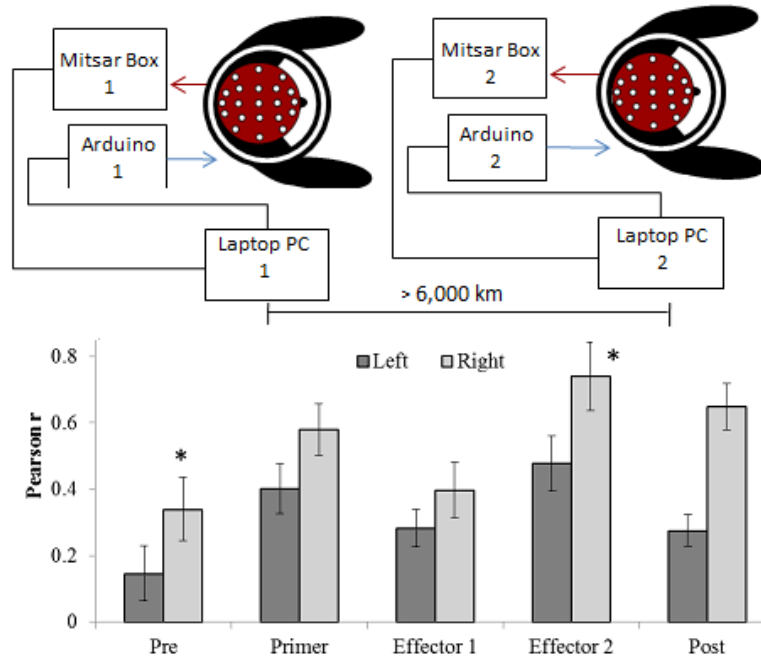 Mitsar Box
1
Arduino
1
Laptop PC
1
Mitsar Box
2
Arduino
2
Laptop PC
2
> 6,000 km
Pearson r
0.8
0.6
0.4
0.2
0
Left Right
*
*
Pre Primer Effector 1 Effector 2 Post